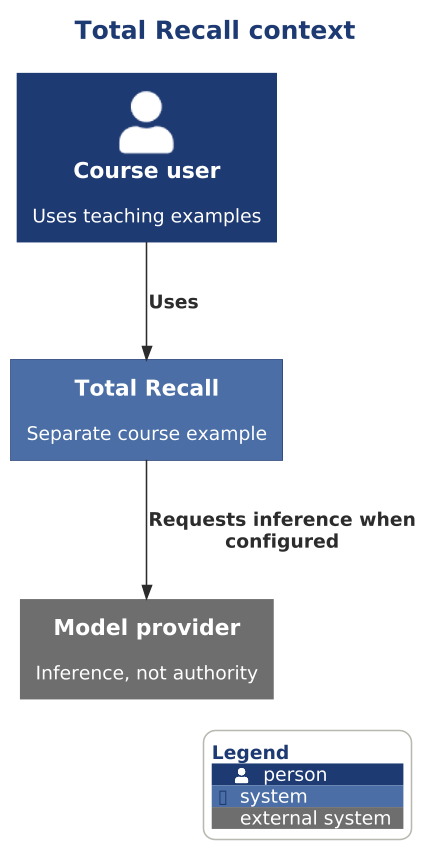 Total Recall context
Course user
Uses teaching examples
Uses
Total Recall
Separate course example
Requests inference when
configured
Model provider
Inference, not authority
Legend
person
system
external system